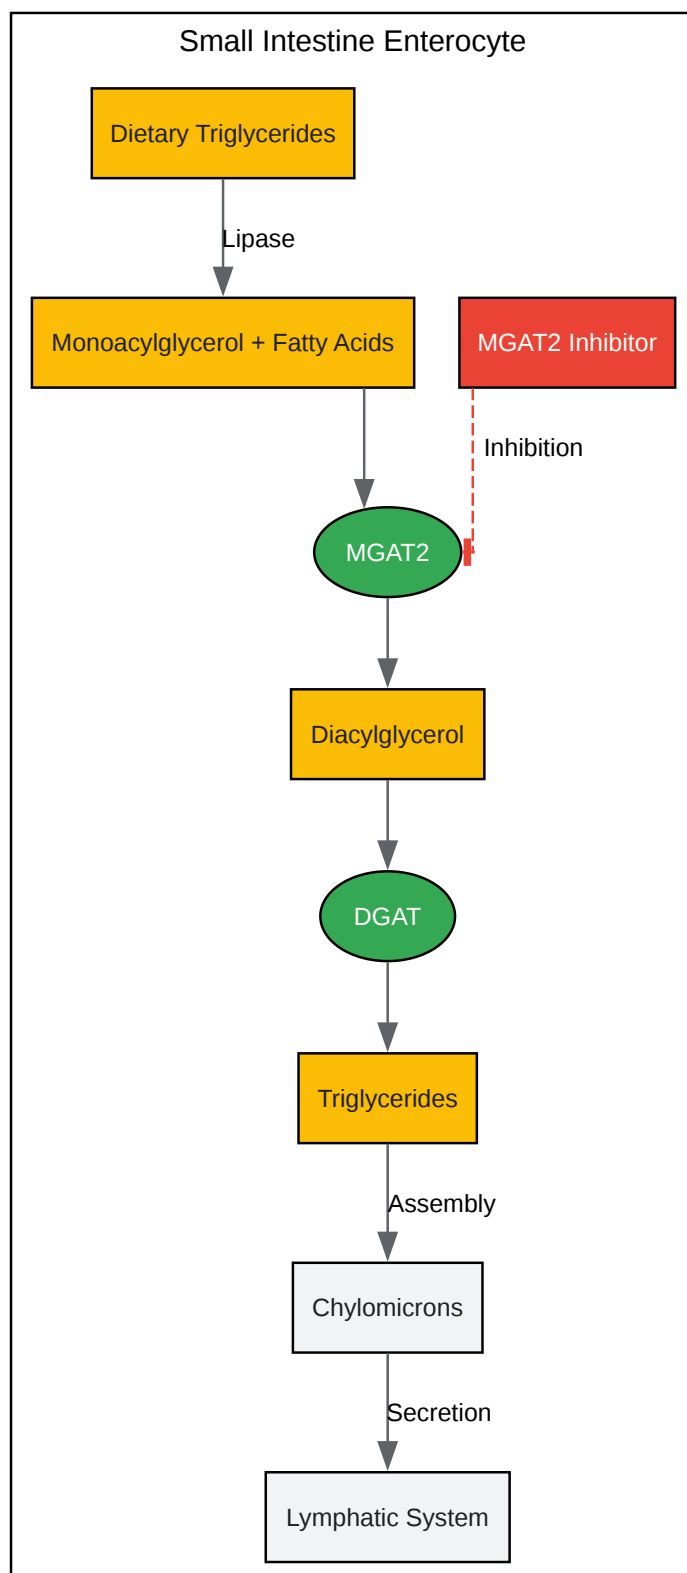 Small Intestine Enterocyte
Dietary Triglycerides
Lipase
Monoacylglycerol + Fatty Acids
MGAT2 Inhibitor
Inhibition
MGAT2
Diacylglycerol
DGAT
Triglycerides
Assembly
Chylomicrons
Secretion
Lymphatic System